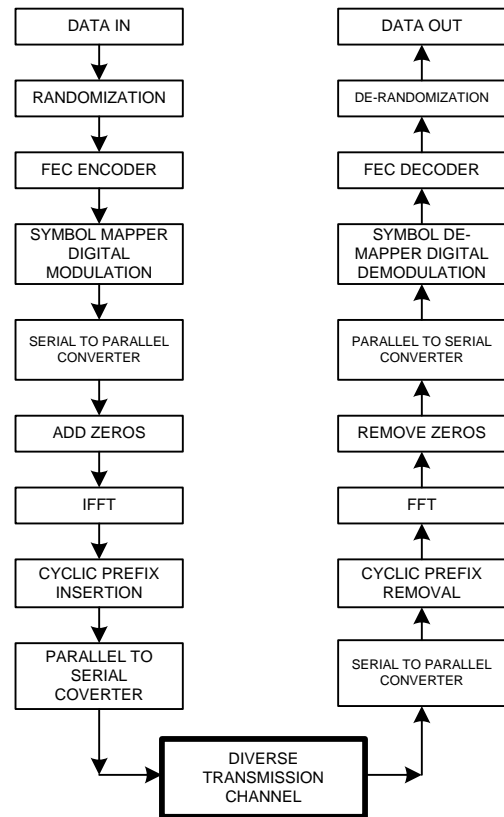 DATA IN
RANDOMIZATION
FEC ENCODER
SYMBOL MAPPER
DIGITAL
MODULATION
SERIAL TO PARALLEL
CONVERTER
ADD ZEROS
IFFT
CYCLIC PREFIX
INSERTION
PARALLEL TO
SERIAL
COVERTER
DIVERSE
TRANSMISSION
CHANNEL
DATA OUT
DE-RANDOMIZATION
FEC DECODER
SYMBOL DE-
MAPPER DIGITAL
DEMODULATION
PARALLEL TO SERIAL
CONVERTER
REMOVE ZEROS
FFT
CYCLIC PREFIX
REMOVAL
SERIAL TO PARALLEL
CONVERTER